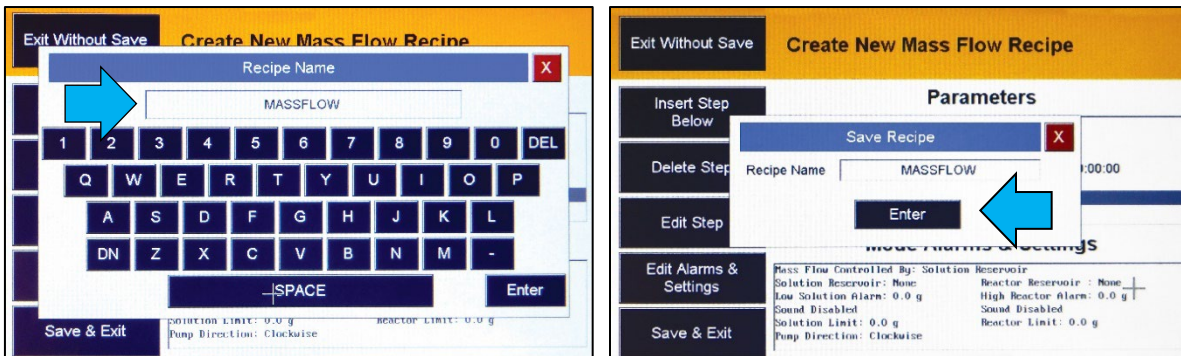 Exit Without Save
Create New Mass Flow Recipe
Recipe Name
X
MASSFLOW
1 2 3 4 5 6 7 8 9 0 DEL
Q W E R T Y U I O P
A S D F G H J K L
DN Z X C V B N M -
SPACE
Enter
Save & Exit
Solution Limit: 0.0 g
Reactor Limit: 0.0 g
Pump Direction: Clockwise
Exit Without Save
Create New Mass Flow Recipe
Insert Step
Below
Parameters
Save Recipe
X
Delete Step
Recipe Name
MASSFLOW
:00:00
Enter
Edit Step
Mode Alarms & Settings
Edit Alarms &
Settings
Mass Flow Controlled By: Solution Reservoir
Solution Reservoir: None
Reactor Reservoir : None
Low Solution Alarm: 0.0 g
High Reactor Alarm: 0.0 g
Sound Disabled
Sound Disabled
Solution Limit: 0.0 g
Reactor Limit: 0.0 g
Pump Direction: Clockwise
Save & Exit